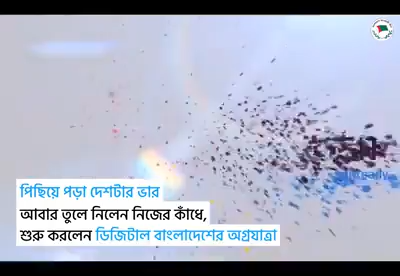 পিছিয়ে পড়া দেশটার ভার
আবার তুলে নিলেন নিজের কাঁধে,
শুরু করলেন ডিজিটাল বাংলাদেশের অগ্রযাত্রা